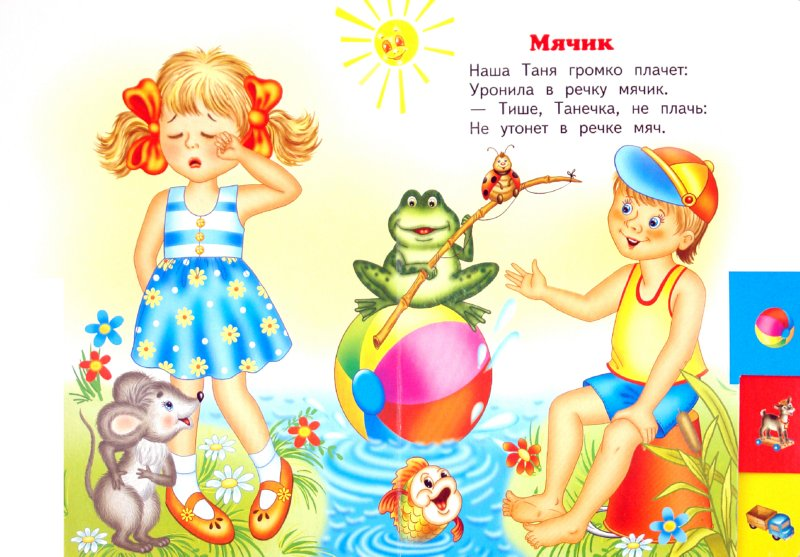 Мячик
Наша Таня громко плачет:
Уронила в речку мячик.
— Тише, Танечка, не плачь:
Не утонет в речке мяч.